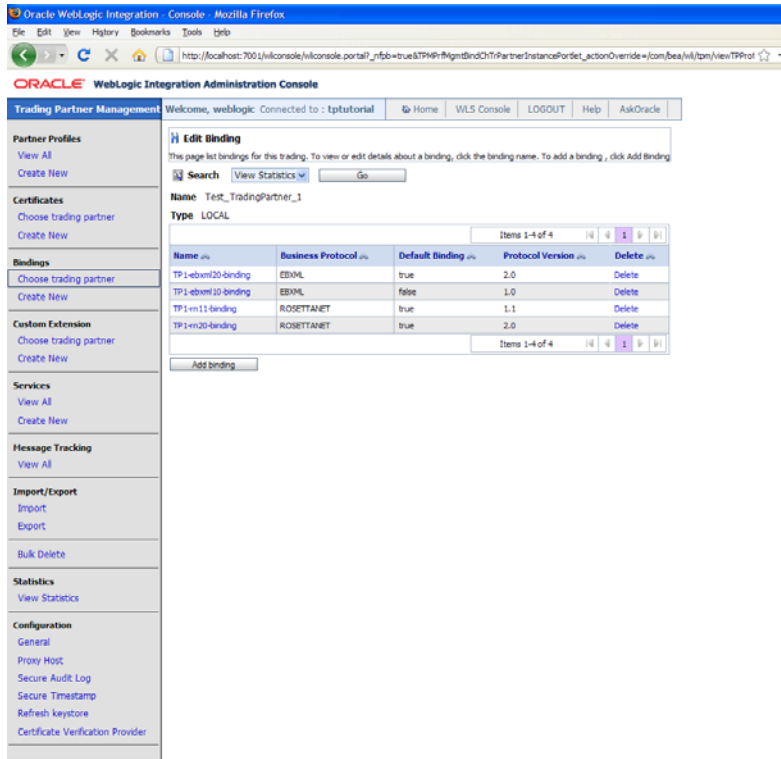 Oracle WebLogic Integration - Console - Mozilla Firefox
File Edit View History Bookmarks Tools Help
http://localhost:7001/wliconsole/wliconsole.portal?_nfpb=true&TPMPrfMgmtBindChTrPartnerInstancePortlet_actionOverride=/com/bea/wli/tpm/viewTPProf
ORACLE WebLogic Integration Administration Console
Trading Partner Management Welcome, weblogic Connected to : tptutorial Home WLS Console LOGOUT Help AskOracle
Partner Profiles
View All
Create New
Certificates
Choose trading partner
Create New
Bindings
Choose trading partner
Create New
Custom Extension
Choose trading partner
Create New
Services
View All
Create New
Message Tracking
View All
Import/Export
Import
Export
Bulk Delete
Statistics
View Statistics
Configuration
General
Proxy Host
Secure Audit Log
Secure Timestamp
Refresh keystore
Certificate Verification Provider
Edit Binding
This page list bindings for this trading. To view or edit details about a binding, click the binding name. To add a binding , click Add Binding
Search View Statistics Go
Name Test_TradingPartner_1
Type LOCAL
Items 1-4 of 4 1
Name Business Protocol Default Binding Protocol Version Delete
TP1-ebxml20-binding EBXML true 2.0 Delete
TP1-ebxml10-binding EBXML false 1.0 Delete
TP1-rn11-binding ROSETTANET true 1.1 Delete
TP1-rn20-binding ROSETTANET true 2.0 Delete
Items 1-4 of 4 1
Add binding